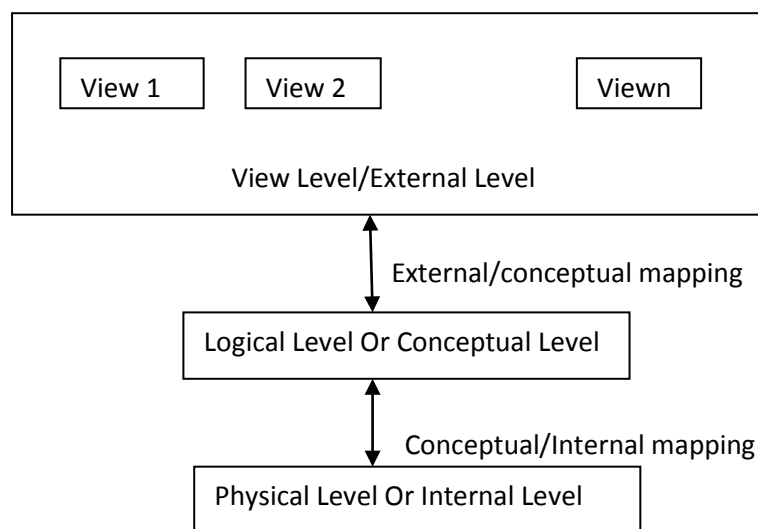 View 1
View 2
Viewn
View Level/External Level
External/conceptual mapping
Logical Level Or Conceptual Level
Conceptual/Internal mapping
Physical Level Or Internal Level